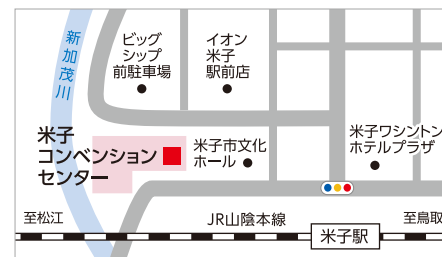 新加茂川
ビッグ
シップ
前駐車場
イオン
米子
駅前店
米子
コンベンション
センター
米子市文化
ホール
米子ワシントン
ホテルプラザ
至松江
JR山陰本線
米子駅
至鳥取